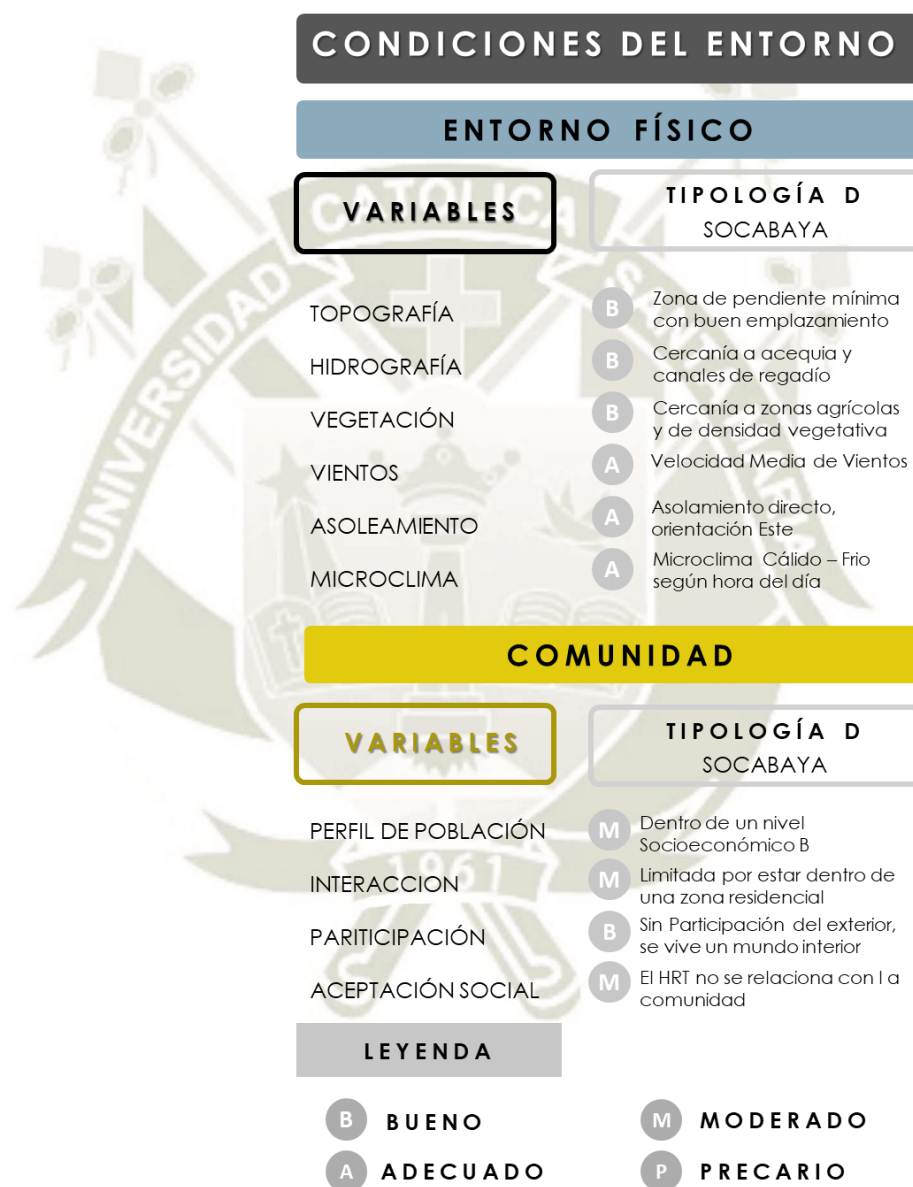 CONDICIONES DEL ENTORNO
ENTORNO FÍSICO
VARIABLES
TIPOLOGÍA D
SOCABAYA
TOPOGRAFÍA
B
Zona de pendiente mínima
con buen emplazamiento
HIDROGRAFÍA
B
Cercanía a acequia y
canales de regadío
VEGETACIÓN
B
Cercanía a zonas agrícolas
y de densidad vegetativa
VIENTOS
A
Velocidad Media de Vientos
ASOLEAMIENTO
A
Asolamiento directo,
orientación Este
MICROCLIMA
A
Microclima Cálido – Frio
según hora del día
COMUNIDAD
VARIABLES
TIPOLOGÍA D
SOCABAYA
PERFIL DE POBLACIÓN
M
Dentro de un nivel
Socioeconómico B
INTERACCION
M
Limitada por estar dentro de
una zona residencial
PARITICIPACIÓN
B
Sin Participación del exterior,
se vive un mundo interior
ACEPTACIÓN SOCIAL
M
El HRT no se relaciona con l a
comunidad
LEYENDA
B BUENO
M MODERADO
A ADECUADO
P PRECARIO
UNIVERSIDAD
CATOLICA
1961